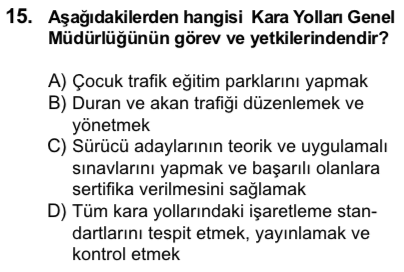 15. Aşağıdakilerden hangisi Kara Yolları Genel
Müdürlüğünün görev ve yetkilerindendir?
A) Çocuk trafik eğitim parklarını yapmak
B) Duran ve akan trafiği düzenlemek ve
yönetmek
C) Sürücü adaylarının teorik ve uygulamalı
sınavlarını yapmak ve başarılı olanlara
sertifika verilmesini sağlamak
D) Tüm kara yollarındaki işaretleme stan-
dartlarını tespit etmek, yayınlamak ve
kontrol etmek